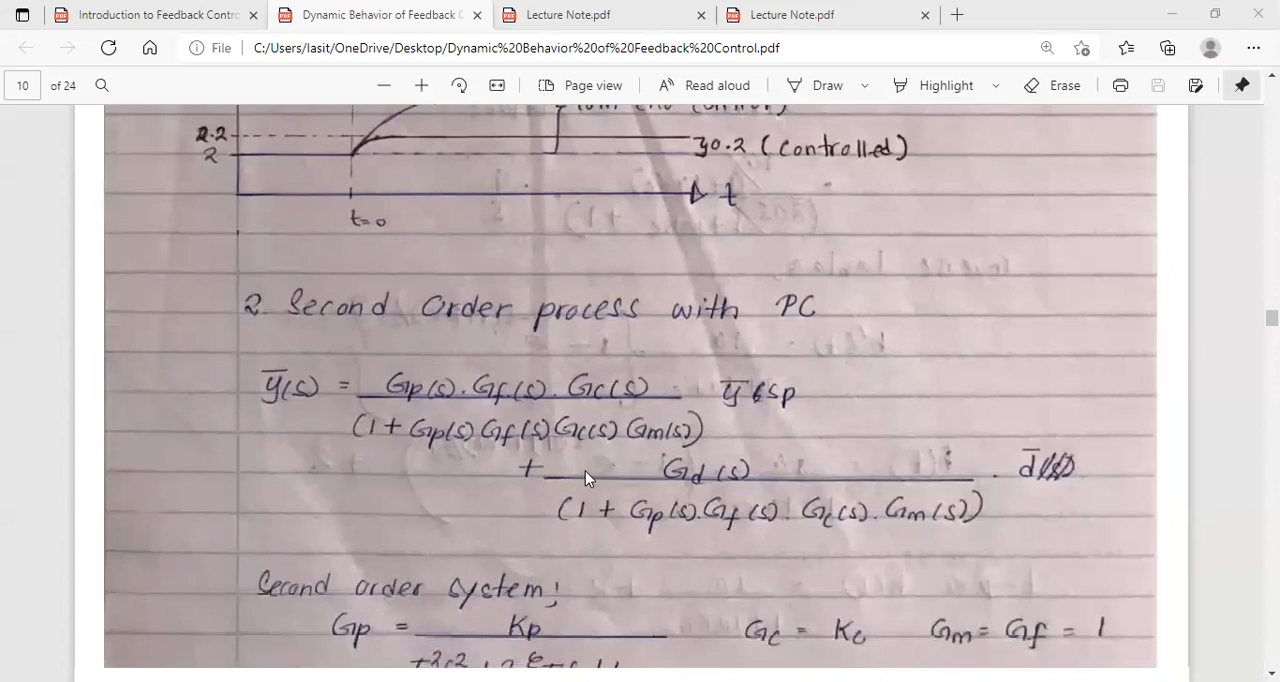 Introduction to Feedback Contro
Dynamic Behavior of Feedback C
Lecture Note.pdf
Lecture Note.pdf
File
C:/Users/lasit/OneDrive/Desktop/Dynamic%20Behavior%20of%20Feedback%20Control.pdf
10 of 24
Page view
Read aloud
Draw
Highlight
Erase
2.2
2
30.2 (controlled)
t
t=0
2. Second Order process with PC
y̅(s) = Gp(s).Gf(s).Gc(s) y̅sp
(1 + Gp(s)Gf(s)Gc(s)Gm(s))
+ Gd(s) . d̅
(1 + Gp(s).Gf(s).Gc(s).Gm(s))
Second order system;
Gp = Kp Gc = Kc Gm = Gf = 1